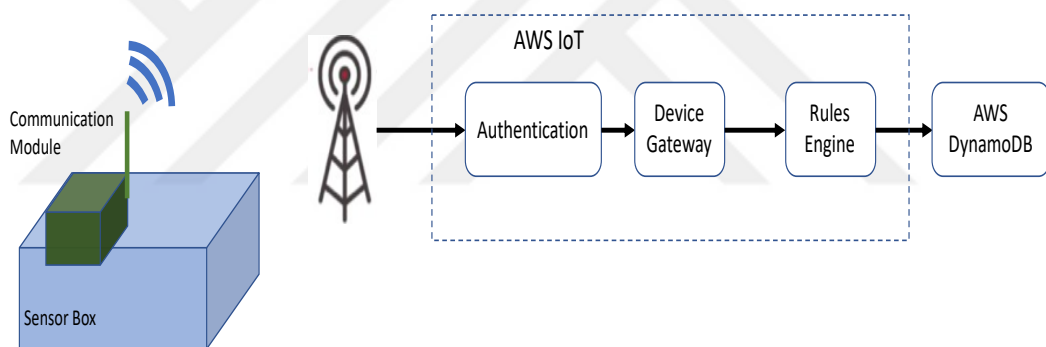 AWS IoT
Communication
Module
Authentication
Device
Gateway
Rules
Engine
AWS
DynamoDB
Sensor Box